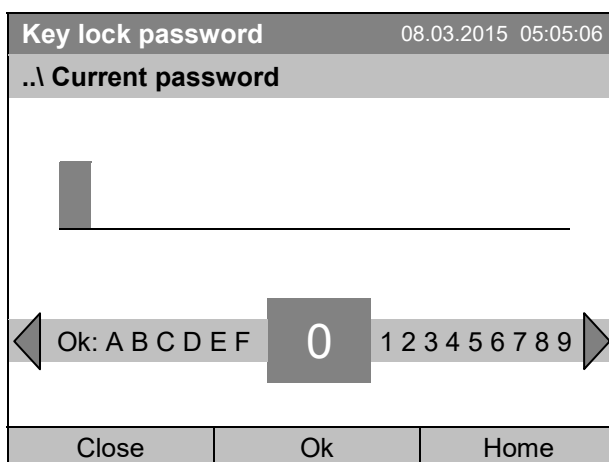 Key lock password 08.03.2015 05:05:06
..\ Current password
Ok: A B C D E F 0 1 2 3 4 5 6 7 8 9
Close Ok Home